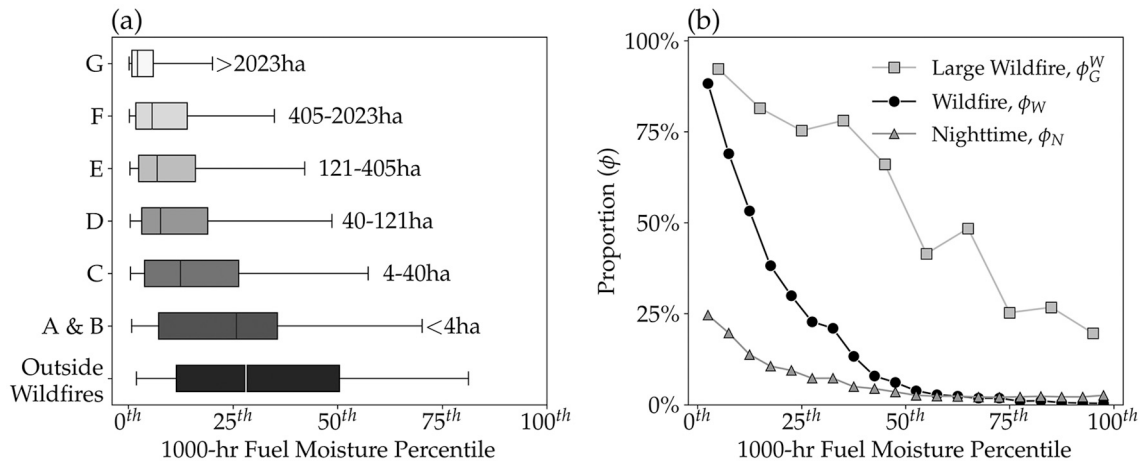 (a)
G
>2023ha
F
405-2023ha
E
121-405ha
D
40-121ha
C
4-40ha
A & B
<4ha
Outside
Wildfires
0th 25th 50th 75th 100th
1000-hr Fuel Moisture Percentile
(b)
100%
75%
50%
25%
0%
Proportion (ϕ)
Large Wildfire, ϕ_G^W
Wildfire, ϕ_W
Nighttime, ϕ_N
0th 25th 50th 75th 100th
1000-hr Fuel Moisture Percentile